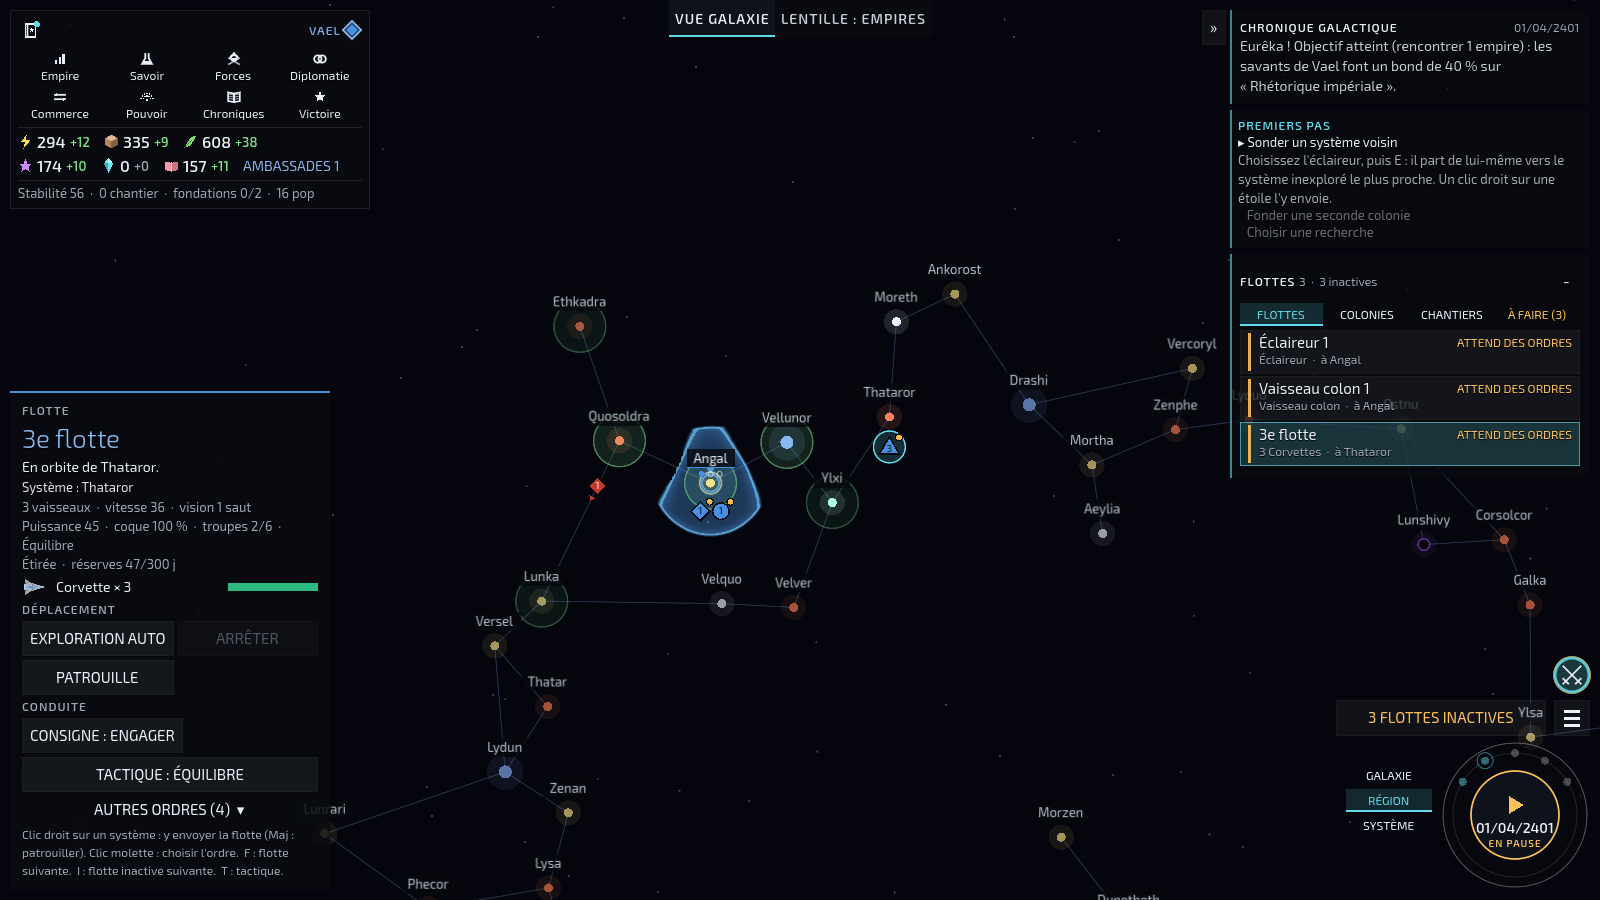 VUE GALAXIE
LENTILLE : EMPIRES
VAEL
Empire
Savoir
Forces
Diplomatie
Commerce
Pouvoir
Chroniques
Victoire
294 +12
335 +9
608 +38
174 +10
0 +0
157 +11
AMBASSADES 1
Stabilité 56 · 0 chantier · fondations 0/2 · 16 pop
»
CHRONIQUE GALACTIQUE
01/04/2401
Eurêka ! Objectif atteint (rencontrer 1 empire) : les
savants de Vael font un bond de 40 % sur
« Rhétorique impériale ».
PREMIERS PAS
▸ Sonder un système voisin
Choisissez l'éclaireur, puis E : il part de lui-même vers le
système inexploré le plus proche. Un clic droit sur une
étoile l'y envoie.
Fonder une seconde colonie
Choisir une recherche
FLOTTES 3 · 3 inactives
–
FLOTTES
COLONIES
CHANTIERS
À FAIRE (3)
Éclaireur 1
ATTEND DES ORDRES
Éclaireur · à Angal
Vaisseau colon 1
ATTEND DES ORDRES
Vaisseau colon · à Angal
3e flotte
ATTEND DES ORDRES
3 Corvettes · à Thataror
FLOTTE
3e flotte
En orbite de Thataror.
Système : Thataror
3 vaisseaux · vitesse 36 · vision 1 saut
Puissance 45 · coque 100 % · troupes 2/6 ·
Équilibre
Étirée · réserves 47/300 j
Corvette × 3
DÉPLACEMENT
EXPLORATION AUTO
ARRÊTER
PATROUILLE
CONDUITE
CONSIGNE : ENGAGER
TACTIQUE : ÉQUILIBRE
AUTRES ORDRES (4) ▾
Clic droit sur un système : y envoyer la flotte (Maj :
patrouiller). Clic molette : choisir l'ordre. F : flotte
suivante. I : flotte inactive suivante. T : tactique.
Ankorost
Moreth
Ethkadra
Vercoryl
Drashi
Thataror
Zenphe
Quosoldra
Vellunor
Mortha
Angal
Ylxi
3
1
1
1
Aeylia
Lunshivy
Corsolcor
Lunka
Velquo
Velver
Galka
Versel
Thatar
Ylsa
Lydun
Zenan
Morzen
Lysa
Phecor
3 FLOTTES INACTIVES
GALAXIE
RÉGION
SYSTÈME
01/04/2401
EN PAUSE